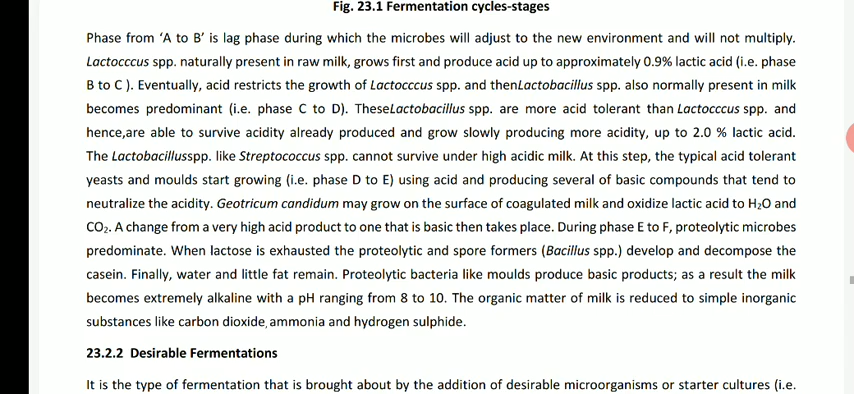 Fig. 23.1 Fermentation cycles-stages
Phase from ‘A to B’ is lag phase during which the microbes will adjust to the new environment and will not multiply.
Lactocccus spp. naturally present in raw milk, grows first and produce acid up to approximately 0.9% lactic acid (i.e. phase
B to C ). Eventually, acid restricts the growth of Lactocccus spp. and thenLactobacillus spp. also normally present in milk
becomes predominant (i.e. phase C to D). TheseLactobacillus spp. are more acid tolerant than Lactocccus spp. and
hence,are able to survive acidity already produced and grow slowly producing more acidity, up to 2.0 % lactic acid.
The Lactobacillusspp. like Streptococcus spp. cannot survive under high acidic milk. At this step, the typical acid tolerant
yeasts and moulds start growing (i.e. phase D to E) using acid and producing several of basic compounds that tend to
neutralize the acidity. Geotricum candidum may grow on the surface of coagulated milk and oxidize lactic acid to H₂O and
CO₂. A change from a very high acid product to one that is basic then takes place. During phase E to F, proteolytic microbes
predominate. When lactose is exhausted the proteolytic and spore formers (Bacillus spp.) develop and decompose the
casein. Finally, water and little fat remain. Proteolytic bacteria like moulds produce basic products; as a result the milk
becomes extremely alkaline with a pH ranging from 8 to 10. The organic matter of milk is reduced to simple inorganic
substances like carbon dioxide, ammonia and hydrogen sulphide.
23.2.2 Desirable Fermentations
It is the type of fermentation that is brought about by the addition of desirable microorganisms or starter cultures (i.e.